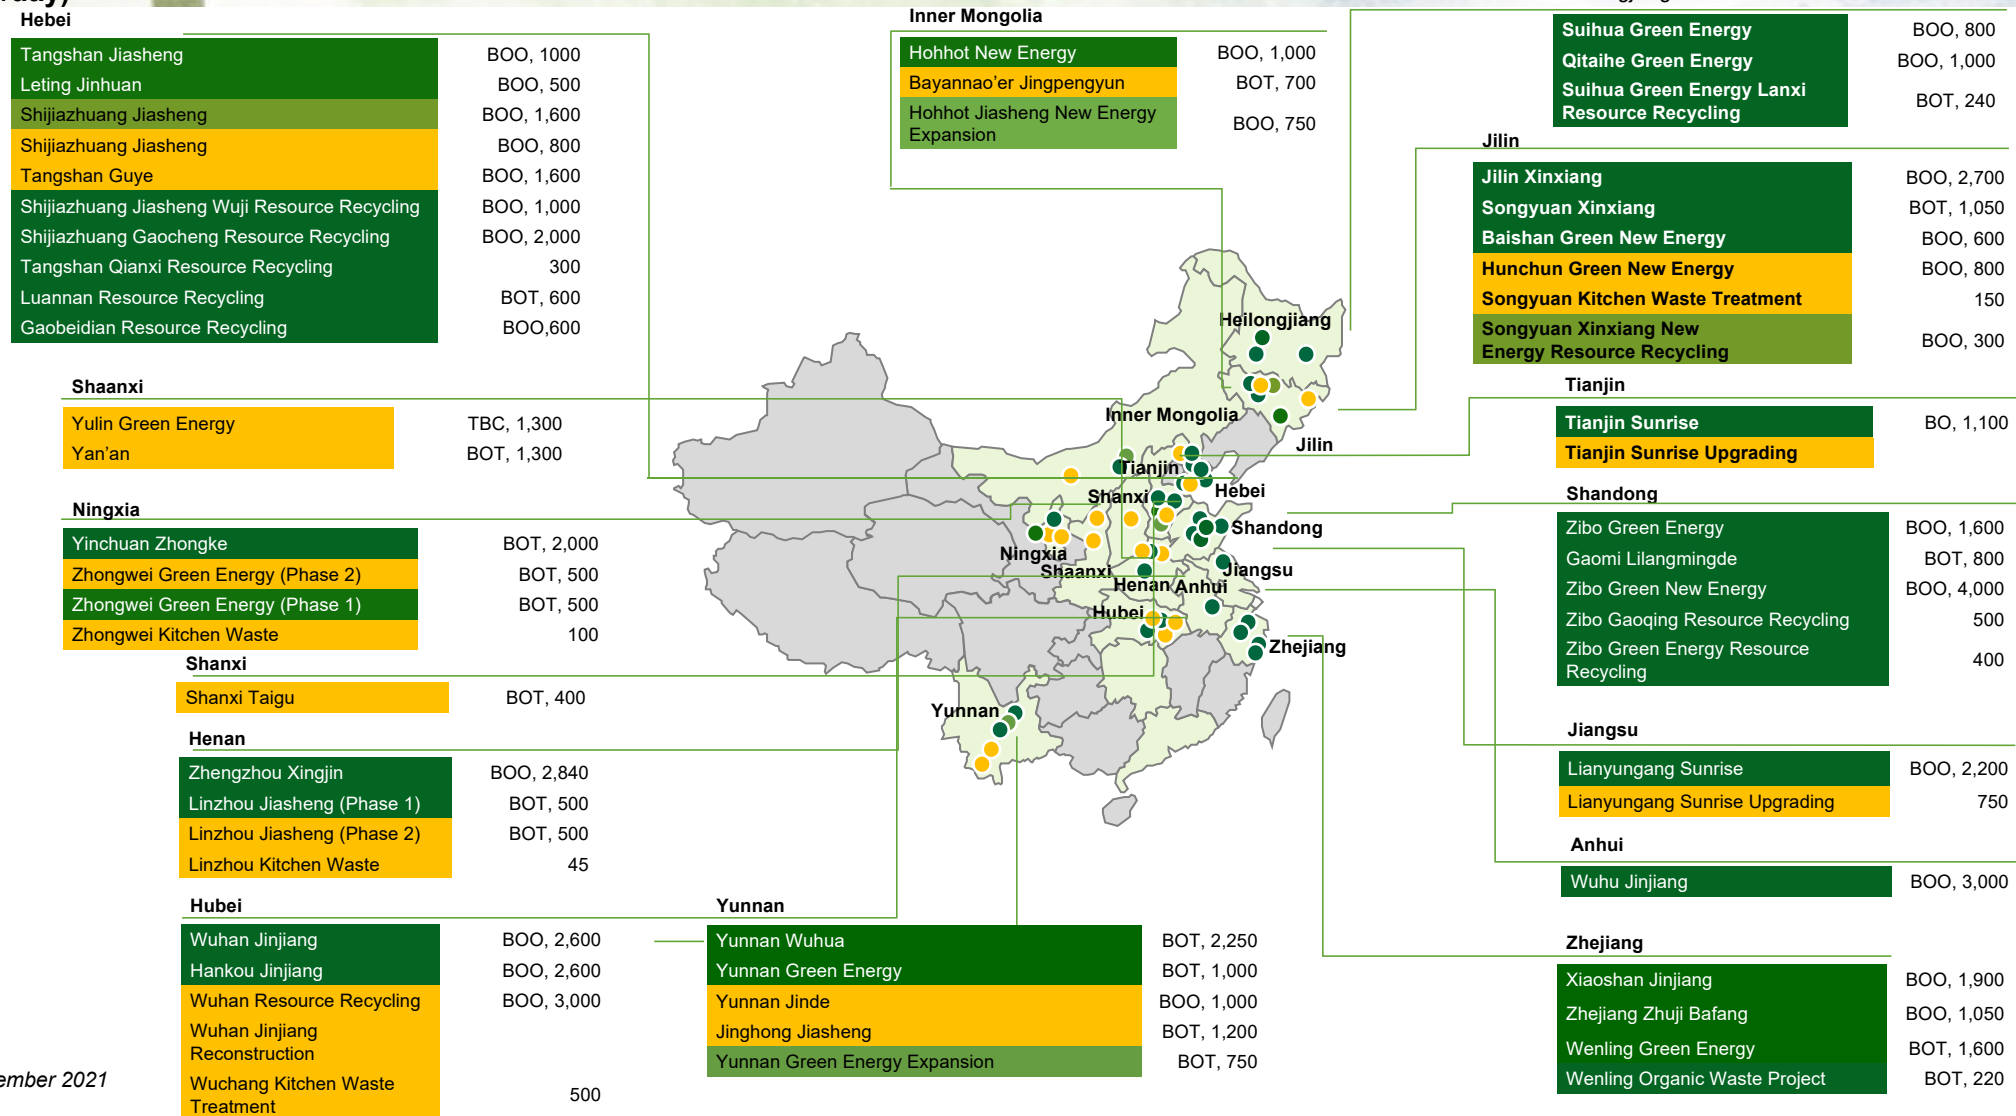 Hebei
Tangshan Jiasheng BOO, 1000
Leting Jinhuan BOO, 500
Shijiazhuang Jiasheng BOO, 1,600
Shijiazhuang Jiasheng BOO, 800
Tangshan Guye BOO, 1,600
Shijiazhuang Jiasheng Wuji Resource Recycling BOO, 1,000
Shijiazhuang Gaocheng Resource Recycling BOO, 2,000
Tangshan Qianxi Resource Recycling 300
Luannan Resource Recycling BOT, 600
Gaobeidian Resource Recycling BOO,600
Inner Mongolia
Hohhot New Energy BOO, 1,000
Bayannao’er Jingpengyun BOT, 700
Hohhot Jiasheng New Energy
Expansion
BOO, 750
Suihua Green Energy BOO, 800
Qitaihe Green Energy BOO, 1,000
Suihua Green Energy Lanxi
Resource Recycling
BOT, 240
Jilin
Jilin Xinxiang BOO, 2,700
Songyuan Xinxiang BOT, 1,050
Baishan Green New Energy BOO, 600
Hunchun Green New Energy BOO, 800
Songyuan Kitchen Waste Treatment 150
Songyuan Xinxiang New
Energy Resource Recycling
BOO, 300
Shaanxi
Yulin Green Energy TBC, 1,300
Yan’an BOT, 1,300
Tianjin
Tianjin Sunrise BO, 1,100
Tianjin Sunrise Upgrading
Ningxia
Yinchuan Zhongke BOT, 2,000
Zhongwei Green Energy (Phase 2) BOT, 500
Zhongwei Green Energy (Phase 1) BOT, 500
Zhongwei Kitchen Waste 100
Shandong
Zibo Green Energy BOO, 1,600
Gaomi Lilangmingde BOT, 800
Zibo Green New Energy BOO, 4,000
Zibo Gaoqing Resource Recycling 500
Zibo Green Energy Resource
Recycling
400
Shanxi
Shanxi Taigu BOT, 400
Henan
Zhengzhou Xingjin BOO, 2,840
Linzhou Jiasheng (Phase 1) BOT, 500
Linzhou Jiasheng (Phase 2) BOT, 500
Linzhou Kitchen Waste 45
Jiangsu
Lianyungang Sunrise BOO, 2,200
Lianyungang Sunrise Upgrading 750
Anhui
Wuhu Jinjiang BOO, 3,000
Hubei
Wuhan Jinjiang BOO, 2,600
Hankou Jinjiang BOO, 2,600
Wuhan Resource Recycling BOO, 3,000
Wuhan Jinjiang
Reconstruction
Wuchang Kitchen Waste
Treatment
500
Yunnan
Yunnan Wuhua BOT, 2,250
Yunnan Green Energy BOT, 1,000
Yunnan Jinde BOO, 1,000
Jinghong Jiasheng BOT, 1,200
Yunnan Green Energy Expansion BOT, 750
Zhejiang
Xiaoshan Jinjiang BOO, 1,900
Zhejiang Zhuji Bafang BOO, 1,050
Wenling Green Energy BOT, 1,600
Wenling Organic Waste Project BOT, 220
Heilongjiang
Inner Mongolia
Jilin
Tianjin
Hebei
Shanxi
Shandong
Ningxia
Shaanxi
Jiangsu
Henan
Anhui
Hubei
Zhejiang
Yunnan
2021